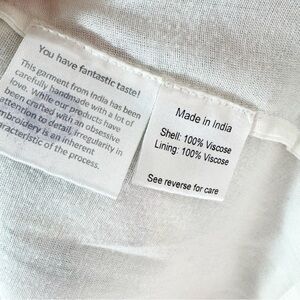 You have fantastic taste!
This garment from India has been
carefully handmade with a lot of
love. While our products have
been crafted with an obsessive
attention to detail, irregularity in
embroidery is an inherent
characteristic of the process.
Made in India
Shell: 100% Viscose
Lining: 100% Viscose
See reverse for care